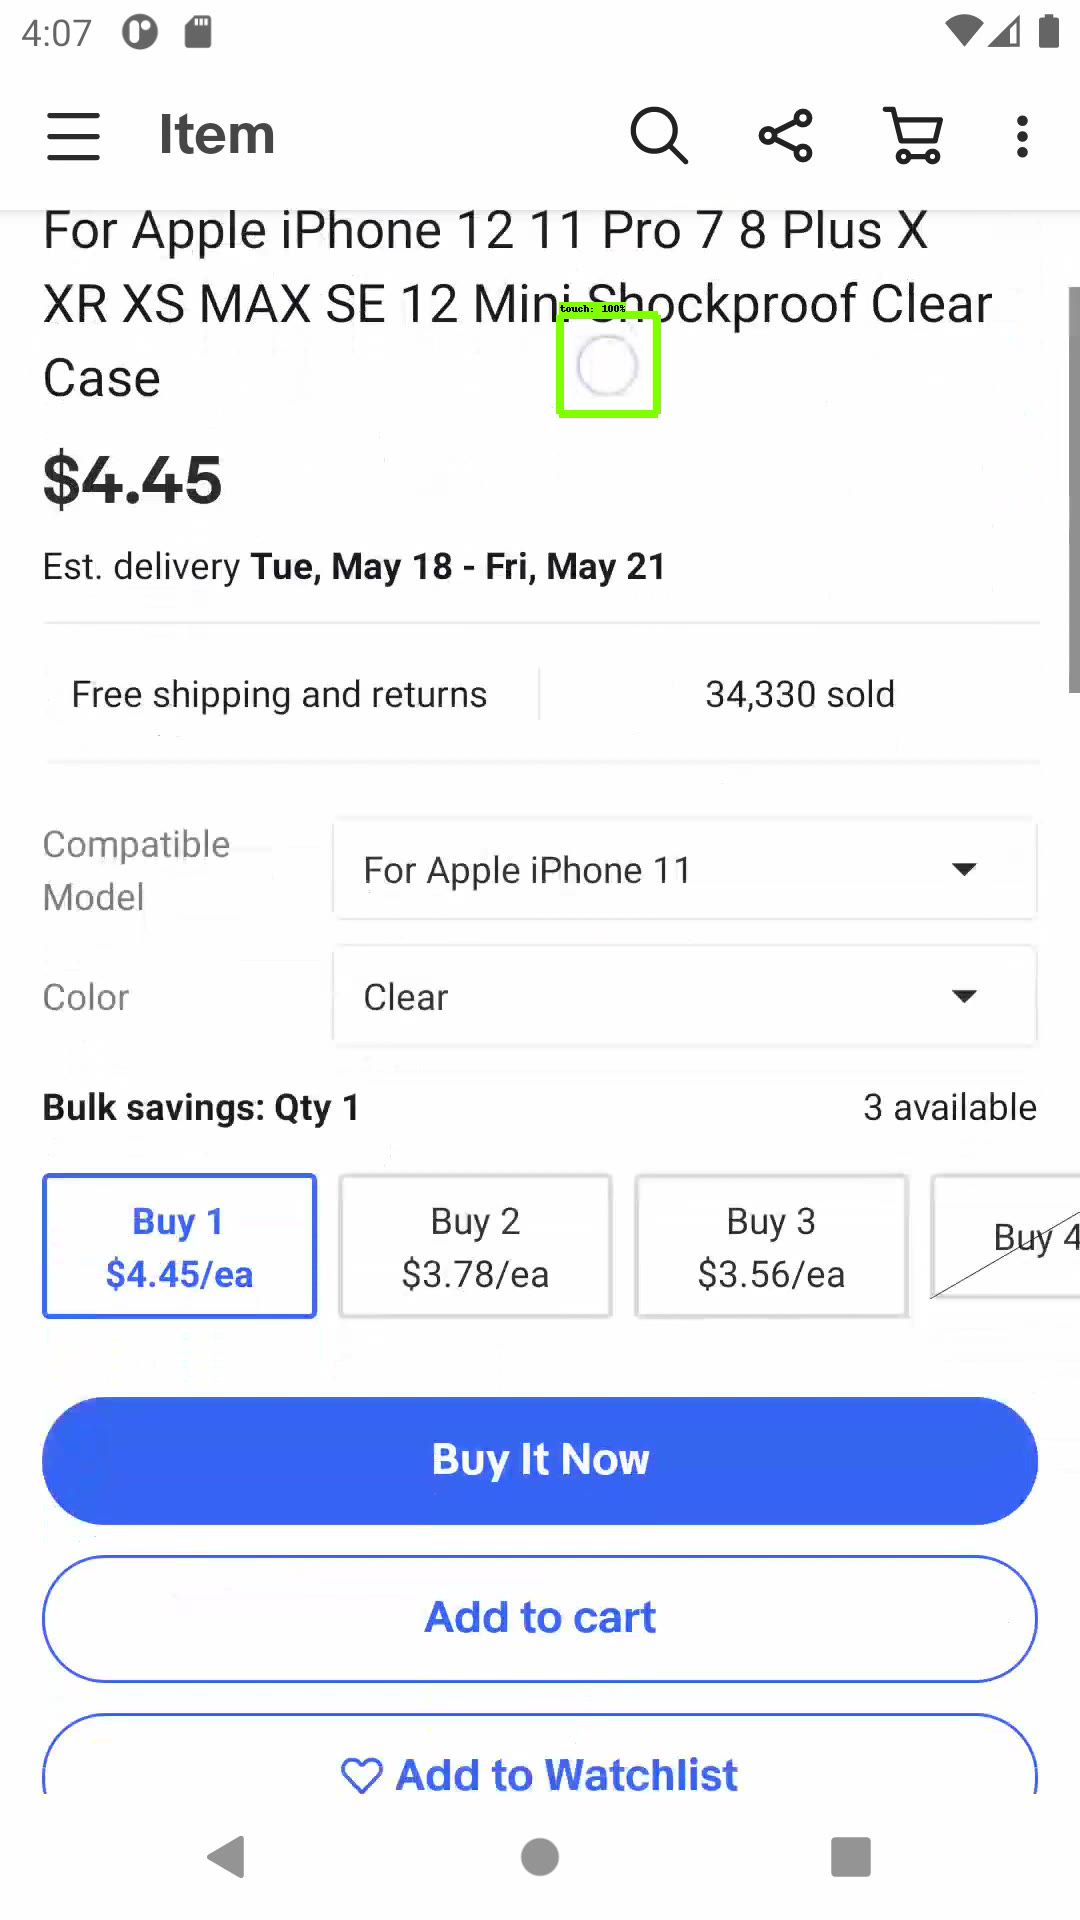 4:07
Item
For Apple iPhone 12 11 Pro 7 8 Plus X
XR XS MAX SE 12 Mini Shockproof Clear
Case
touch: 100%
$4.45
Est. delivery Tue, May 18 - Fri, May 21
Free shipping and returns
34,330 sold
Compatible
Model
For Apple iPhone 11
Color
Clear
Bulk savings: Qty 1
3 available
Buy 1
$4.45/ea
Buy 2
$3.78/ea
Buy 3
$3.56/ea
Buy 4
Buy It Now
Add to cart
Add to Watchlist